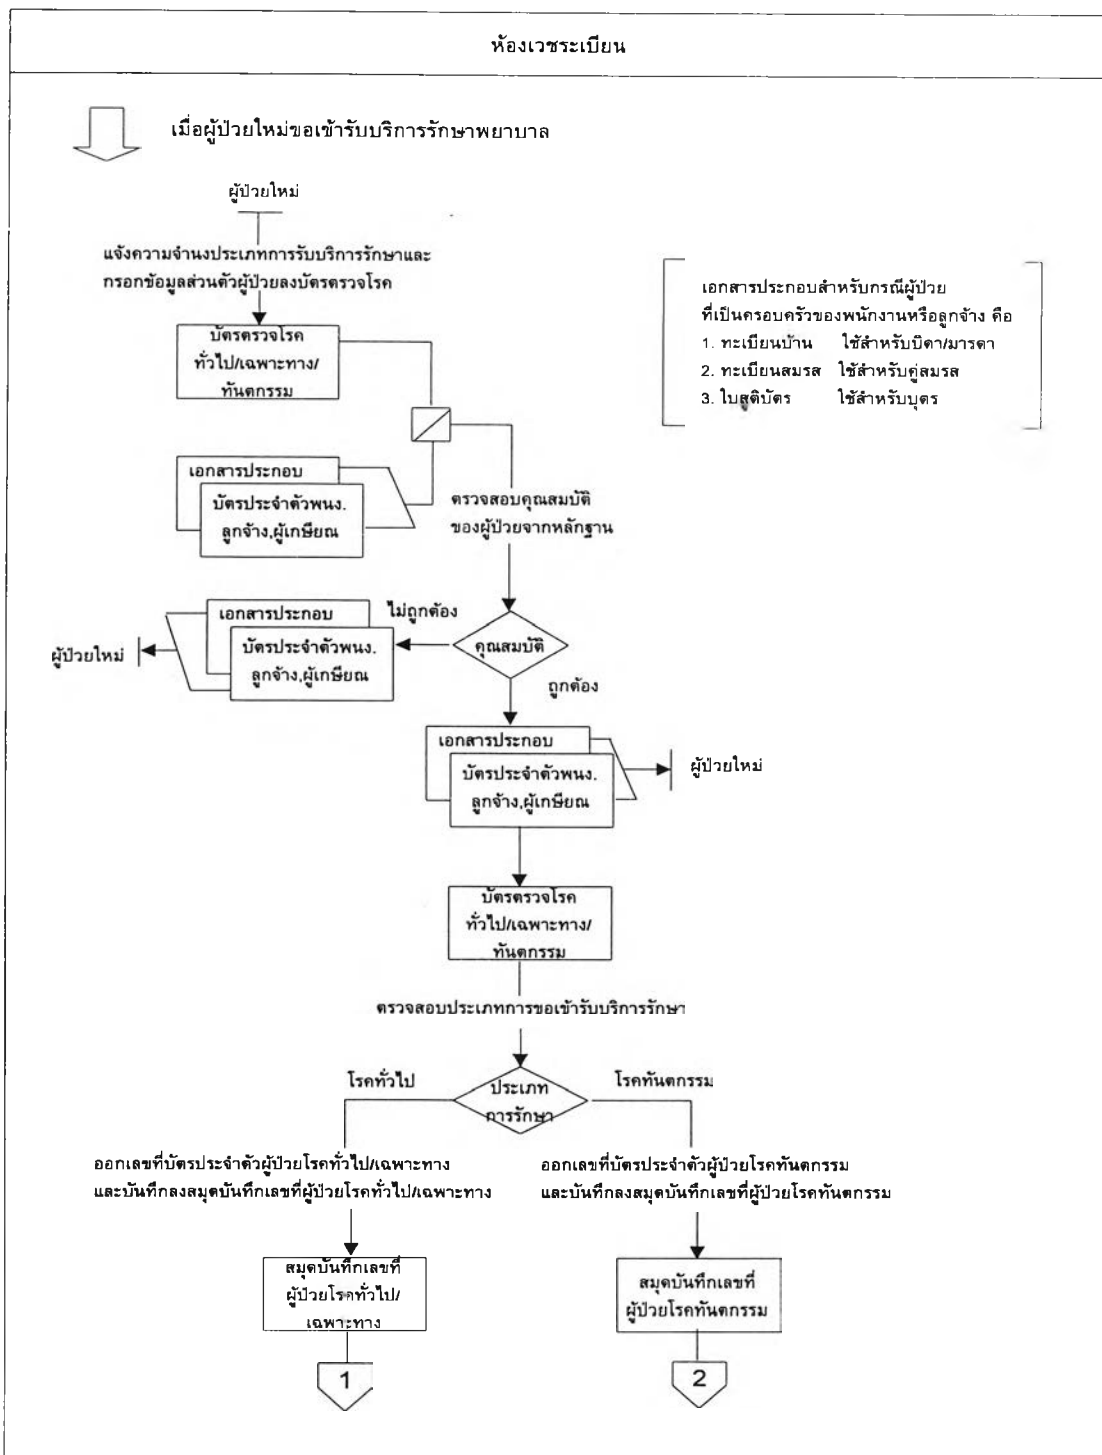 ห้องเวชระเบียน
เมื่อผู้ป่วยใหม่ขอเข้ารับบริการรักษาพยาบาล
ผู้ป่วยใหม่
แจ้งความจำนงประเภทการรับบริการรักษาและ
กรอกข้อมูลส่วนตัวผู้ป่วยลงบัตรตรวจโรค
เอกสารประกอบสำหรับกรณีผู้ป่วย
ที่เป็นครอบครัวของพนักงานหรือลูกจ้าง คือ
1. ทะเบียนบ้าน ใช้สำหรับบิดา/มารดา
2. ทะเบียนสมรส ใช้สำหรับคู่สมรส
3. ใบสูติบัตร ใช้สำหรับบุตร
บัตรตรวจโรค
ทั่วไป/เฉพาะทาง/
ทันตกรรม
เอกสารประกอบ
บัตรประจำตัวพนง.
ลูกจ้าง,ผู้เกษียณ
ตรวจสอบคุณสมบัติ
ของผู้ป่วยจากหลักฐาน
คุณสมบัติ
ไม่ถูกต้อง
เอกสารประกอบ
บัตรประจำตัวพนง.
ลูกจ้าง,ผู้เกษียณ
ผู้ป่วยใหม่
ถูกต้อง
เอกสารประกอบ
บัตรประจำตัวพนง.
ลูกจ้าง,ผู้เกษียณ
ผู้ป่วยใหม่
บัตรตรวจโรค
ทั่วไป/เฉพาะทาง/
ทันตกรรม
ตรวจสอบประเภทการขอเข้ารับบริการรักษา
ประเภท
การรักษา
โรคทั่วไป
โรคทันตกรรม
ออกเลขที่บัตรประจำตัวผู้ป่วยโรคทั่วไป/เฉพาะทาง
และบันทึกลงสมุดบันทึกเลขที่ผู้ป่วยโรคทั่วไป/เฉพาะทาง
ออกเลขที่บัตรประจำตัวผู้ป่วยโรคทันตกรรม
และบันทึกลงสมุดบันทึกเลขที่ผู้ป่วยโรคทันตกรรม
สมุดบันทึกเลขที่
ผู้ป่วยโรคทั่วไป/
เฉพาะทาง
สมุดบันทึกเลขที่
ผู้ป่วยโรคทันตกรรม
1
2